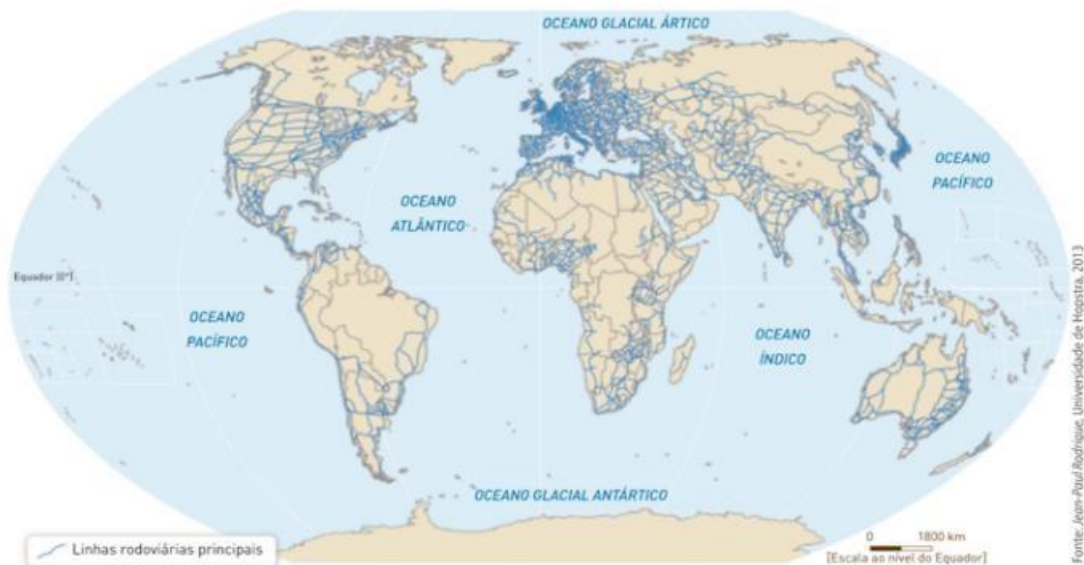 OCEANO GLACIAL ÁRTICO
OCEANO
PACÍFICO
OCEANO
ATLÂNTICO
Equador (0°)
OCEANO
PACÍFICO
OCEANO
ÍNDICO
OCEANO GLACIAL ANTÁRTICO
Linhas rodoviárias principais
0 1800 km
[Escala ao nível do Equador]
Fonte: Jean-Paul Rodrigue, Universidade de Hoostra, 2013